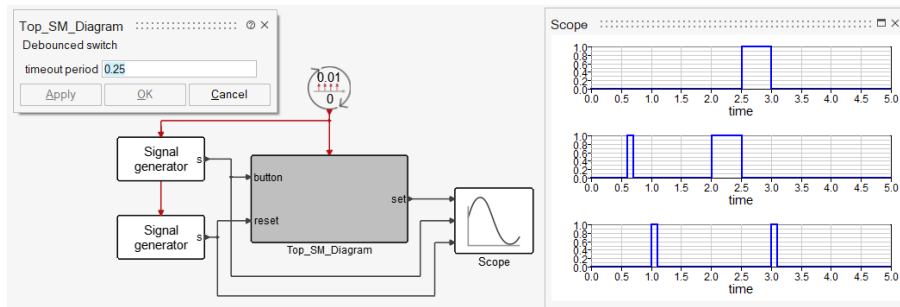 Top_SM_Diagram
Debounced switch
timeout period 0.25
Apply OK Cancel
0.01
0
Signal
generator
s
Signal
generator
s
button
reset
set
Top_SM_Diagram
Scope
Scope
1.0
0.8
0.6
0.4
0.2
0.0
0.0 0.5 1.0 1.5 2.0 2.5 3.0 3.5 4.0 4.5 5.0
time
1.0
0.8
0.6
0.4
0.2
0.0
0.0 0.5 1.0 1.5 2.0 2.5 3.0 3.5 4.0 4.5 5.0
time
1.0
0.8
0.6
0.4
0.2
0.0
0.0 0.5 1.0 1.5 2.0 2.5 3.0 3.5 4.0 4.5 5.0
time